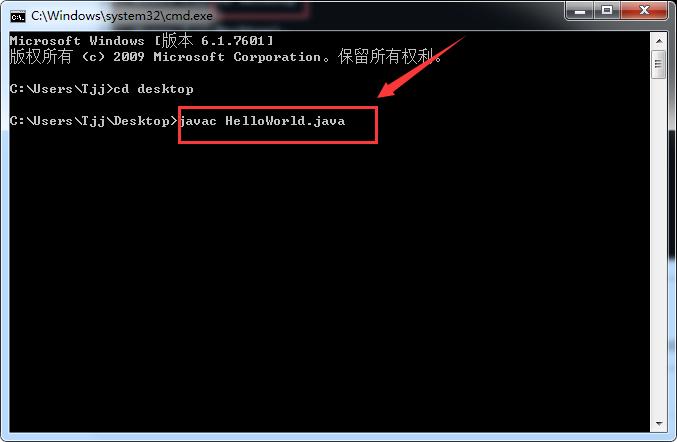 C:\Windows\system32\cmd.exe
Microsoft Windows [版本 6.1.7601]
版权所有 (c) 2009 Microsoft Corporation。保留所有权利。
C:\Users\Tjj>cd desktop
C:\Users\Tjj\Desktop>javac HelloWorld.java